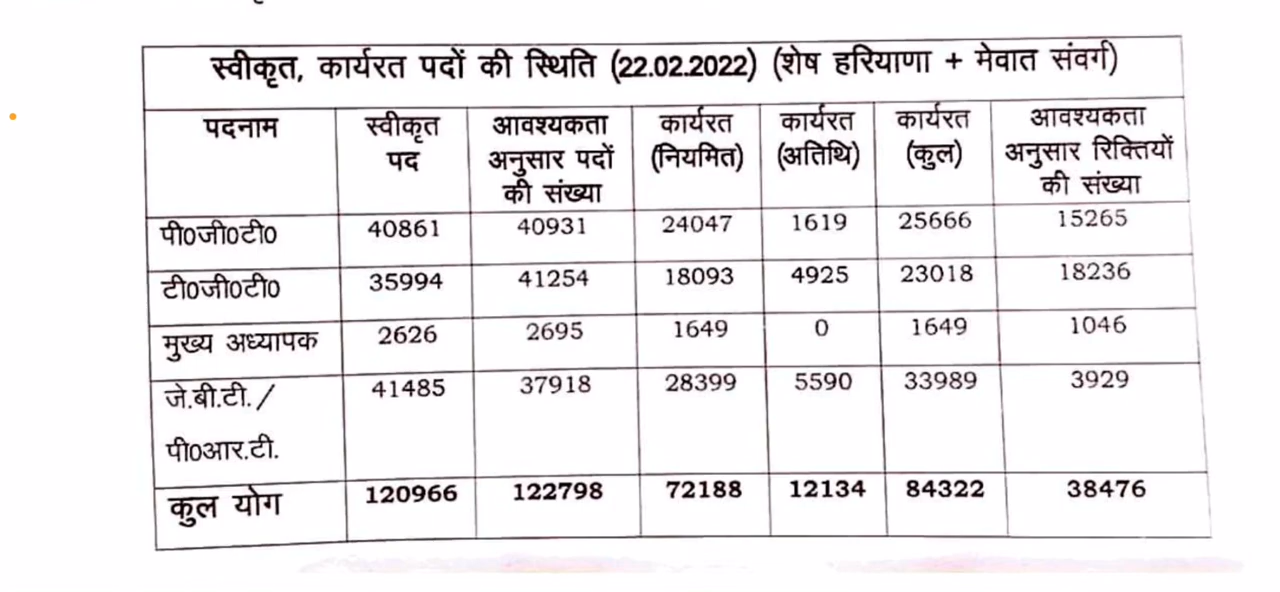 स्वीकृत, कार्यरत पदों की स्थिति (22.02.2022) (शेष हरियाणा + मेवात संवर्ग)
पदनाम स्वीकृत पद आवश्यकता अनुसार पदों की संख्या कार्यरत (नियमित) कार्यरत (अतिथि) कार्यरत (कुल) आवश्यकता अनुसार रिक्तियों की संख्या
पी0जी0टी0 40861 40931 24047 1619 25666 15265
टी0जी0टी0 35994 41254 18093 4925 23018 18236
मुख्य अध्यापक 2626 2695 1649 0 1649 1046
जे.बी.टी./ 41485 37918 28399 5590 33989 3929
पी0आर.टी.
कुल योग 120966 122798 72188 12134 84322 38476